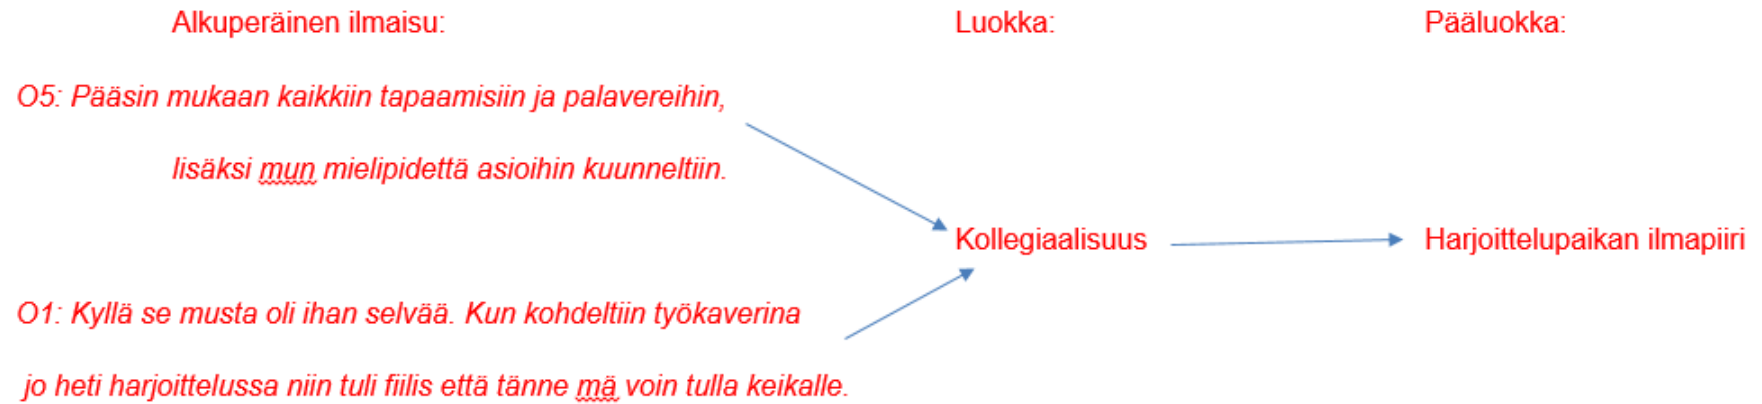 Alkuperäinen ilmaisu: Luokka: Pääluokka:
O5: Pääsin mukaan kaikkiin tapaamisiin ja palavereihin,
lisäksi mun mielipidettä asioihin kuunneltiin.
Kollegiaalisuus Harjoittelupaikan ilmapiiri
O1: Kyllä se musta oli ihan selvää. Kun kohdeltiin työkaverina
jo heti harjoittelussa niin tuli fiilis että tänne mä voin tulla keikalle.